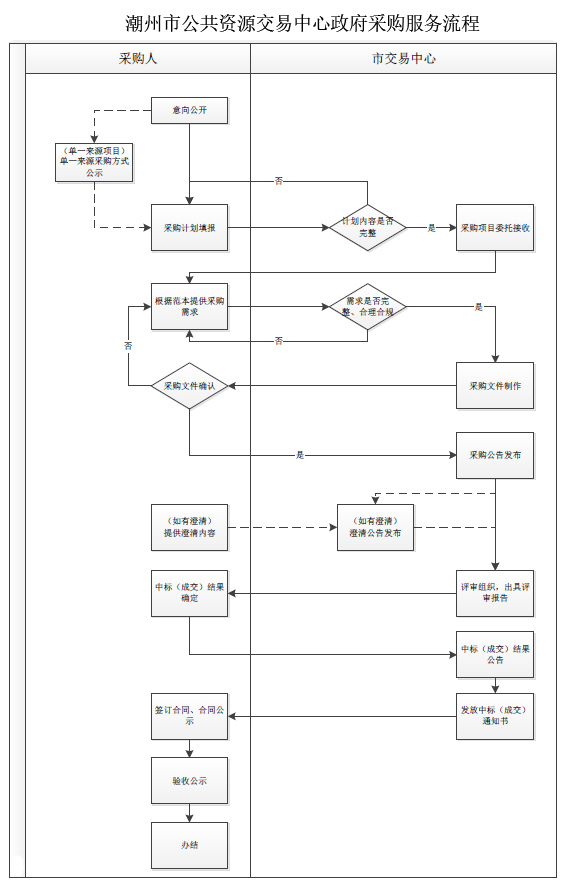 潮州市公共资源交易中心政府采购服务流程
采购人
市交易中心
意向公开
（单一来源项目）
单一来源采购方式
公示
否
采购计划填报
计划内容是否
完整
是
采购项目委托接收
根据范本提供采购
需求
需求是否完
整、合理合规
是
否
否
采购文件确认
采购文件制作
是
采购公告发布
（如有澄清）
提供澄清内容
（如有澄清）
澄清公告发布
中标（成交）结果
确定
评审组织，出具评
审报告
中标（成交）结果
公告
签订合同、合同公
示
发放中标（成交）
通知书
验收公示
办结